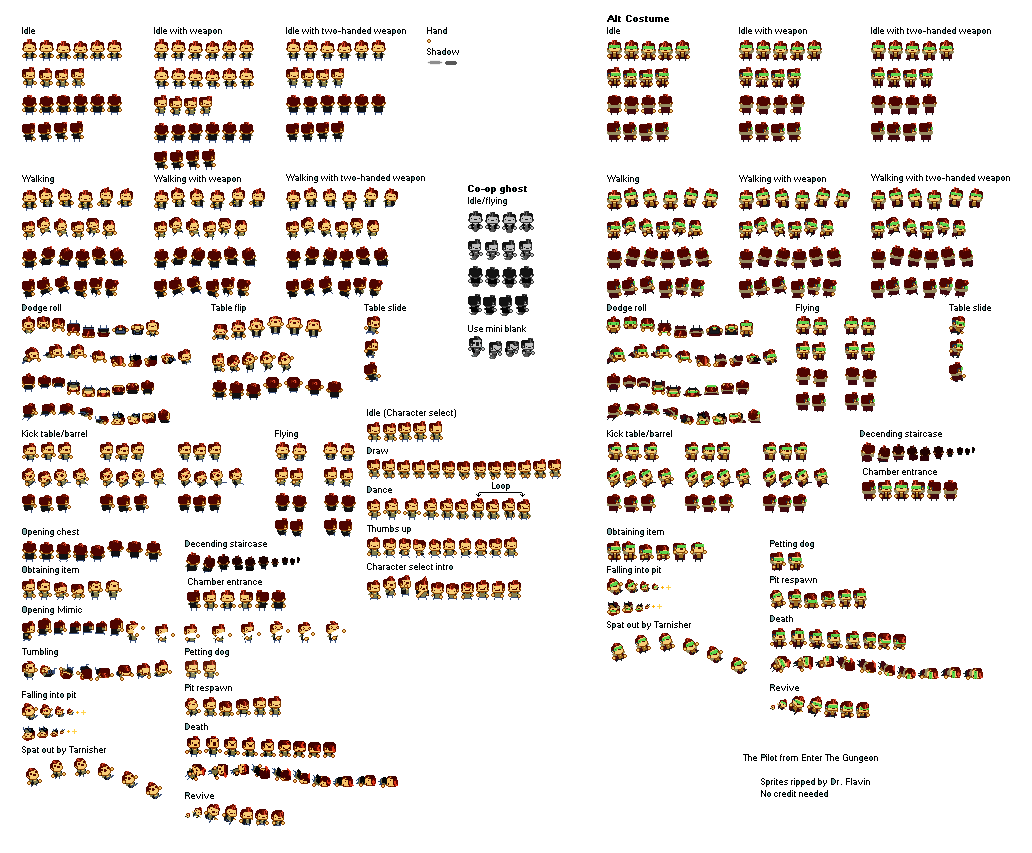 Idle
Idle with weapon
Idle with two-handed weapon
Hand
Shadow
Walking
Walking with weapon
Walking with two-handed weapon
Co-op ghost
Idle/flying
Use mini blank
Dodge roll
Table flip
Table slide
Idle (Character select)
Draw
Dance
Loop
Thumbs up
Character select intro
Kick table/barrel
Flying
Opening chest
Decending staircase
Obtaining item
Chamber entrance
Opening Mimic
Tumbling
Petting dog
Falling into pit
Pit respawn
Spat out by Tarnisher
Death
Revive
Alt Costume
Idle
Idle with weapon
Idle with two-handed weapon
Walking
Walking with weapon
Walking with two-handed weapon
Dodge roll
Flying
Table slide
Kick table/barrel
Decending staircase
Chamber entrance
Obtaining item
Petting dog
Falling into pit
Pit respawn
Spat out by Tarnisher
Death
Revive
The Pilot from Enter The Gungeon
Sprites ripped by Dr. Flavin
No credit needed